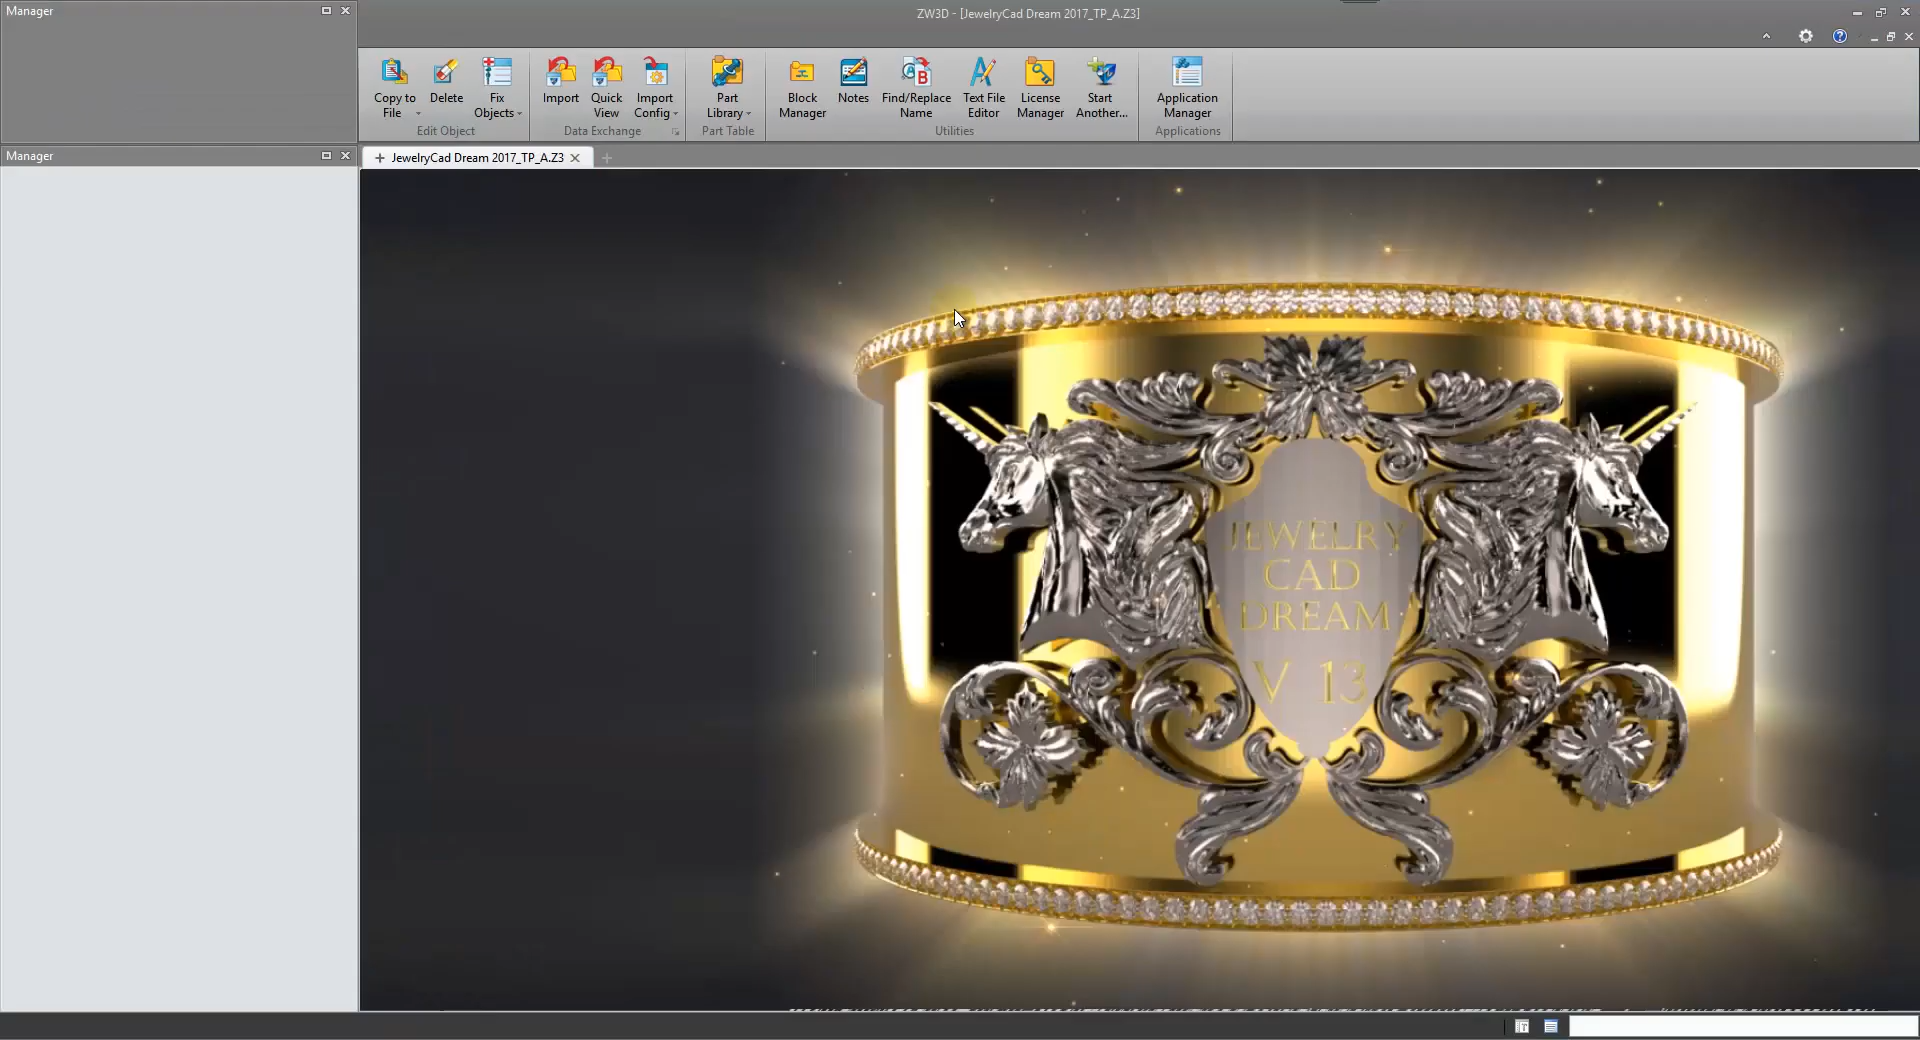 Manager
ZW3D - [JewelryCad Dream 2017_TP_A.Z3]
Copy to File
Delete
Fix Objects
Import
Quick View
Import Config
Part Library
Block Manager
Notes
Find/Replace Name
Text File Editor
License Manager
Start Another...
Application Manager
Edit Object
Data Exchange
Part Table
Utilities
Applications
Manager
JewelryCad Dream 2017_TP_A.Z3
JEWELRY
CAD
DREAM
V 13